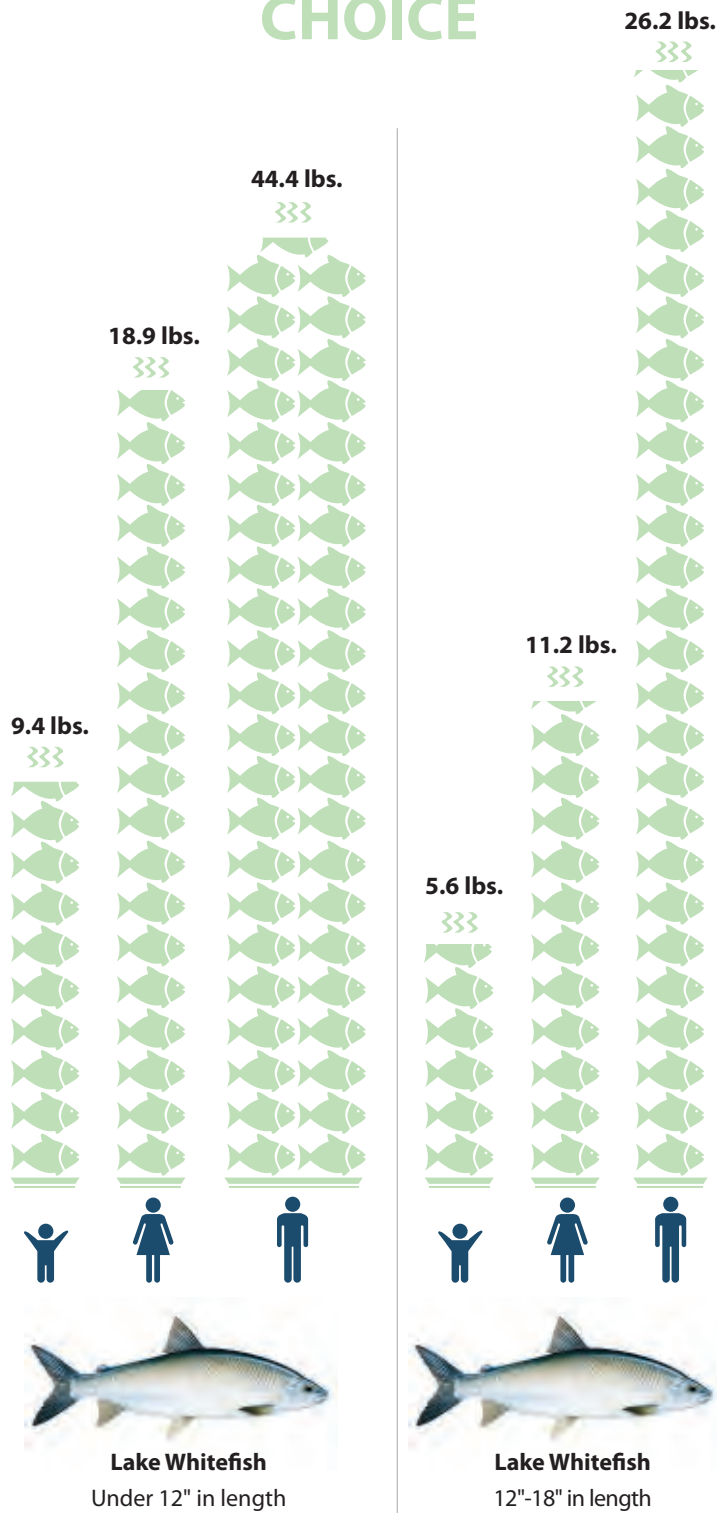 CHOICE
44.4 lbs.
18.9 lbs.
9.4 lbs.
Lake Whitefish
Under 12" in length
26.2 lbs.
11.2 lbs.
5.6 lbs.
Lake Whitefish
12"-18" in length